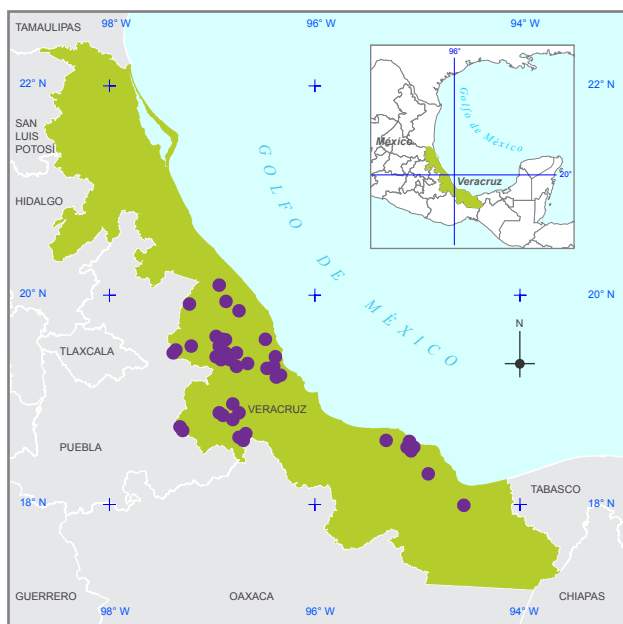 98° W
96° W
94° W
TAMAULIPAS
22° N
22° N
96°
Golfo de México
México
20°
Veracruz
SAN
LUIS
POTOSÍ
HIDALGO
GOLFO DE MÉXICO
20° N
20° N
N
TLAXCALA
VERACRUZ
PUEBLA
TABASCO
18° N
18° N
GUERRERO
OAXACA
CHIAPAS
98° W
96° W
94° W